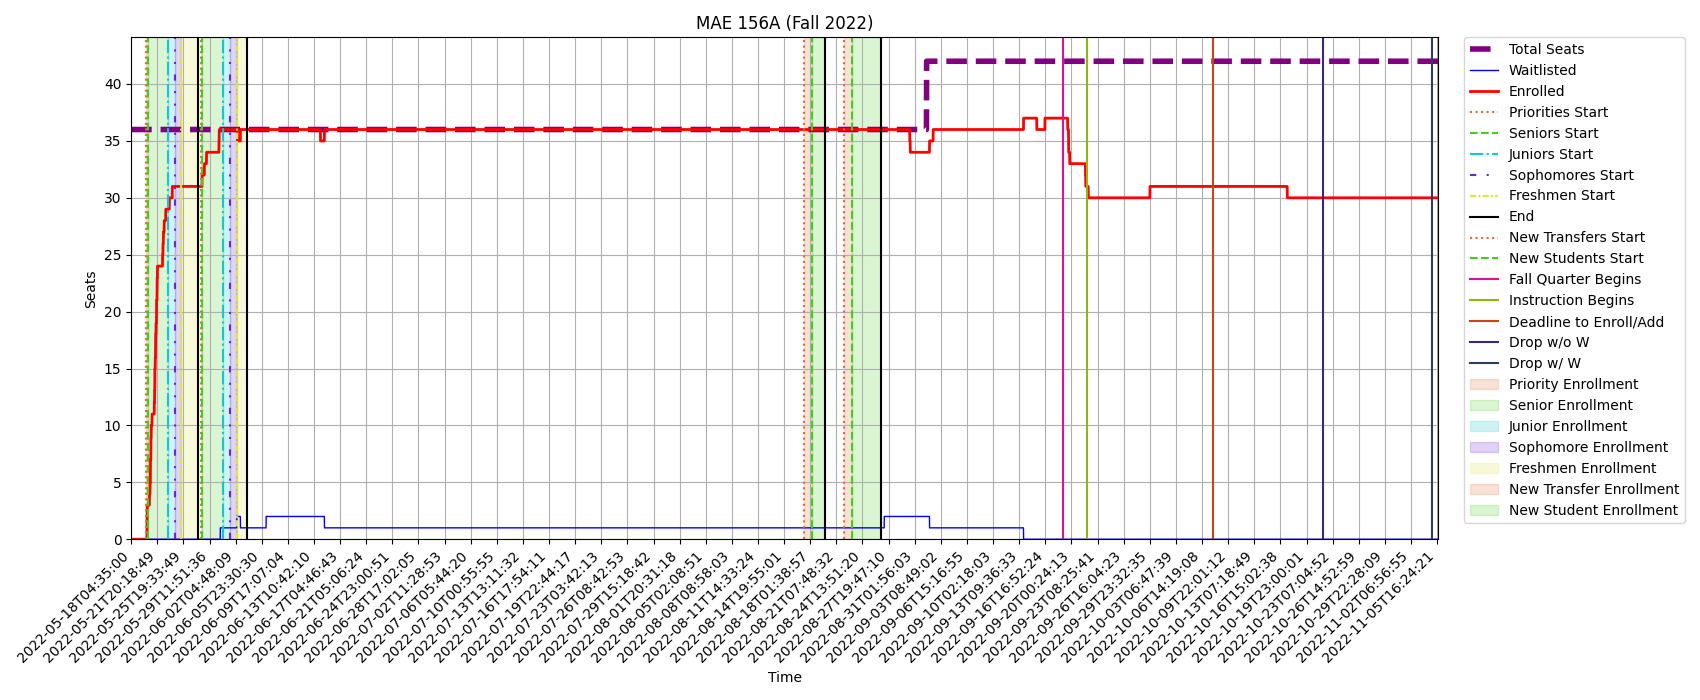 MAE 156A (Fall 2022)
Seats
40
35
30
25
20
15
10
5
0
2022-05-18T04:35:00
2022-05-21T20:18:49
2022-05-25T19:33:49
2022-05-29T11:51:36
2022-06-02T04:48:09
2022-06-05T23:30:30
2022-06-09T17:07:04
2022-06-13T10:42:10
2022-06-17T04:46:43
2022-06-21T05:06:24
2022-06-24T23:00:51
2022-06-28T17:02:05
2022-07-02T11:28:53
2022-07-06T05:44:20
2022-07-10T00:55:55
2022-07-13T13:11:32
2022-07-16T17:54:11
2022-07-19T22:44:17
2022-07-23T03:42:13
2022-07-26T08:42:53
2022-07-29T15:18:42
2022-08-01T20:31:18
2022-08-05T02:08:51
2022-08-08T08:58:03
2022-08-11T14:33:24
2022-08-14T19:55:01
2022-08-18T01:38:57
2022-08-21T07:48:32
2022-08-24T13:51:20
2022-08-27T19:47:10
2022-08-31T01:56:03
2022-09-03T08:49:02
2022-09-06T15:16:55
2022-09-10T02:18:03
2022-09-13T09:36:33
2022-09-16T16:52:24
2022-09-20T00:24:13
2022-09-23T08:25:41
2022-09-26T16:04:23
2022-09-29T23:32:35
2022-10-03T06:47:39
2022-10-06T14:19:08
2022-10-09T22:01:12
2022-10-13T07:18:49
2022-10-16T15:02:38
2022-10-19T23:00:01
2022-10-23T07:04:52
2022-10-26T14:52:59
2022-10-29T22:28:09
2022-11-02T06:56:55
2022-11-05T16:24:21
Time
Total Seats
Waitlisted
Enrolled
Priorities Start
Seniors Start
Juniors Start
Sophomores Start
Freshmen Start
End
New Transfers Start
New Students Start
Fall Quarter Begins
Instruction Begins
Deadline to Enroll/Add
Drop w/o W
Drop w/ W
Priority Enrollment
Senior Enrollment
Junior Enrollment
Sophomore Enrollment
Freshmen Enrollment
New Transfer Enrollment
New Student Enrollment